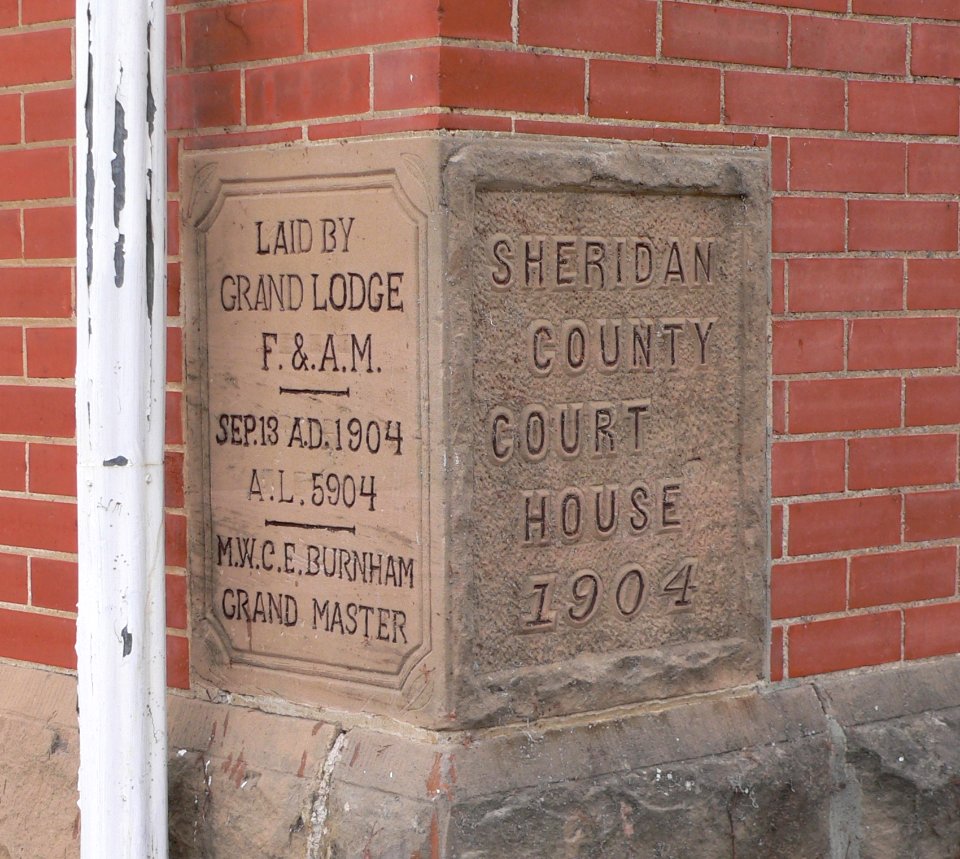 LAID BY
GRAND LODGE
F. & A.M.
SEP. 13 A.D. 1904
A.L. 5904
M.W.C.E. BURNHAM
GRAND MASTER
SHERIDAN
COUNTY
COURT
HOUSE
1904